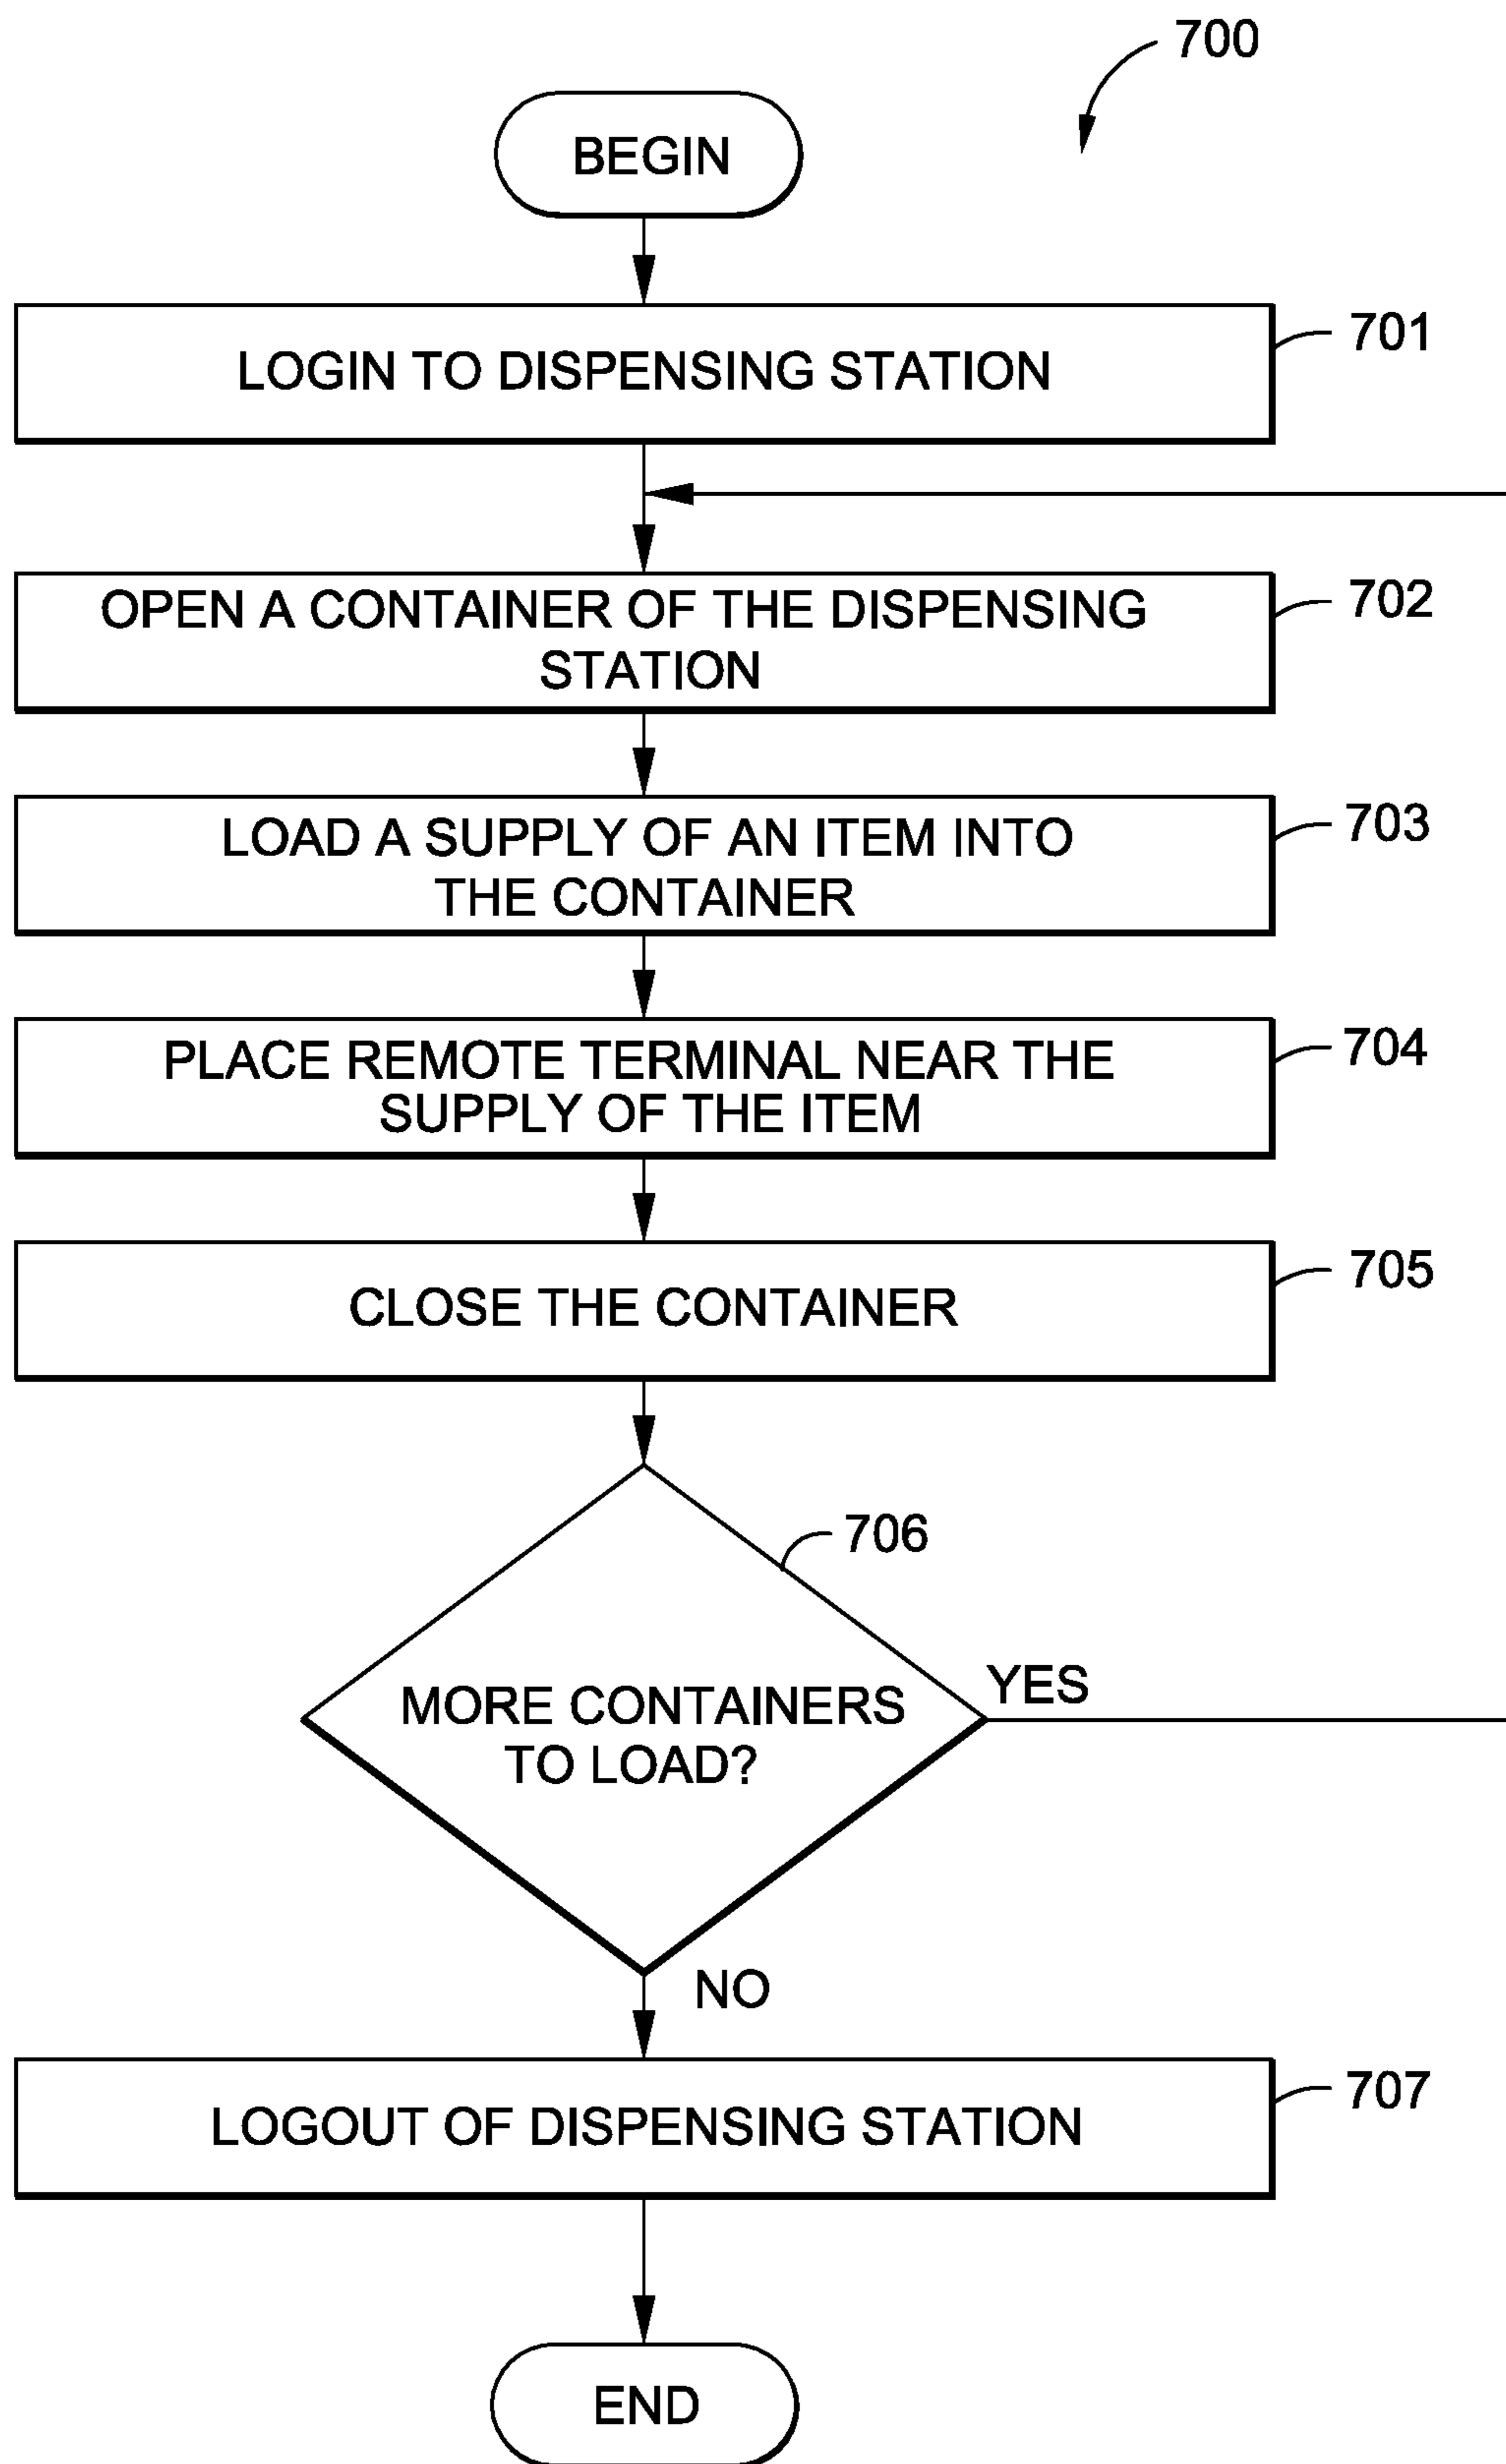 700
BEGIN
LOGIN TO DISPENSING STATION
701
OPEN A CONTAINER OF THE DISPENSING
STATION
702
LOAD A SUPPLY OF AN ITEM INTO
THE CONTAINER
703
PLACE REMOTE TERMINAL NEAR THE
SUPPLY OF THE ITEM
704
CLOSE THE CONTAINER
705
706
MORE CONTAINERS
TO LOAD?
YES
NO
LOGOUT OF DISPENSING STATION
707
END